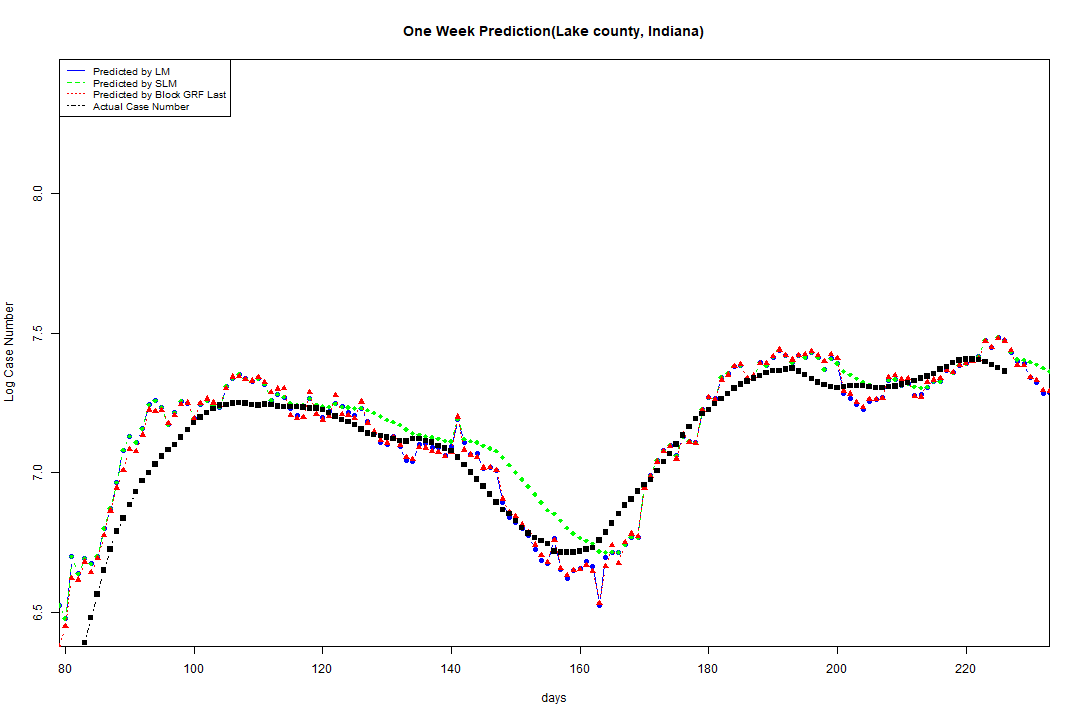 One Week Prediction(Lake county, Indiana)
Predicted by LM
Predicted by SLM
Predicted by Block GRF Last
Actual Case Number
Log Case Number
8.0
7.5
7.0
6.5
80 100 120 140 160 180 200 220
days